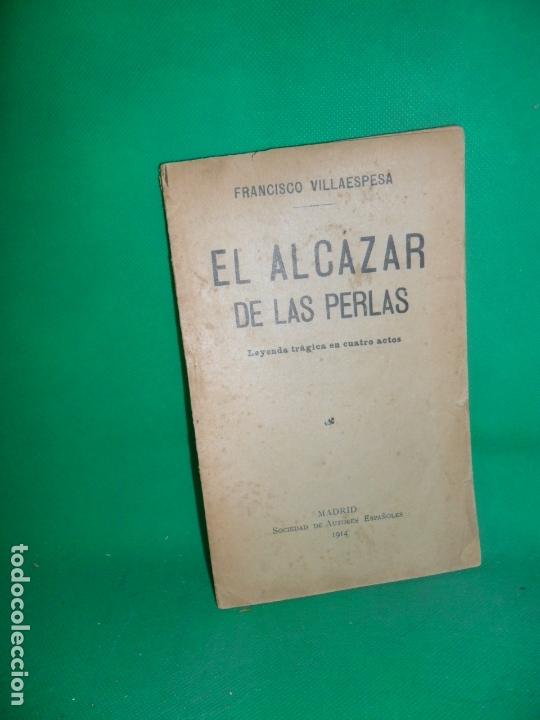 FRANCISCO VILLAESPESA
EL ALCAZAR
DE LAS PERLAS
Leyenda trágica en cuatro actos
MADRID
SOCIEDAD DE AUTORES ESPAÑOLES
1914
todocoleccion.net